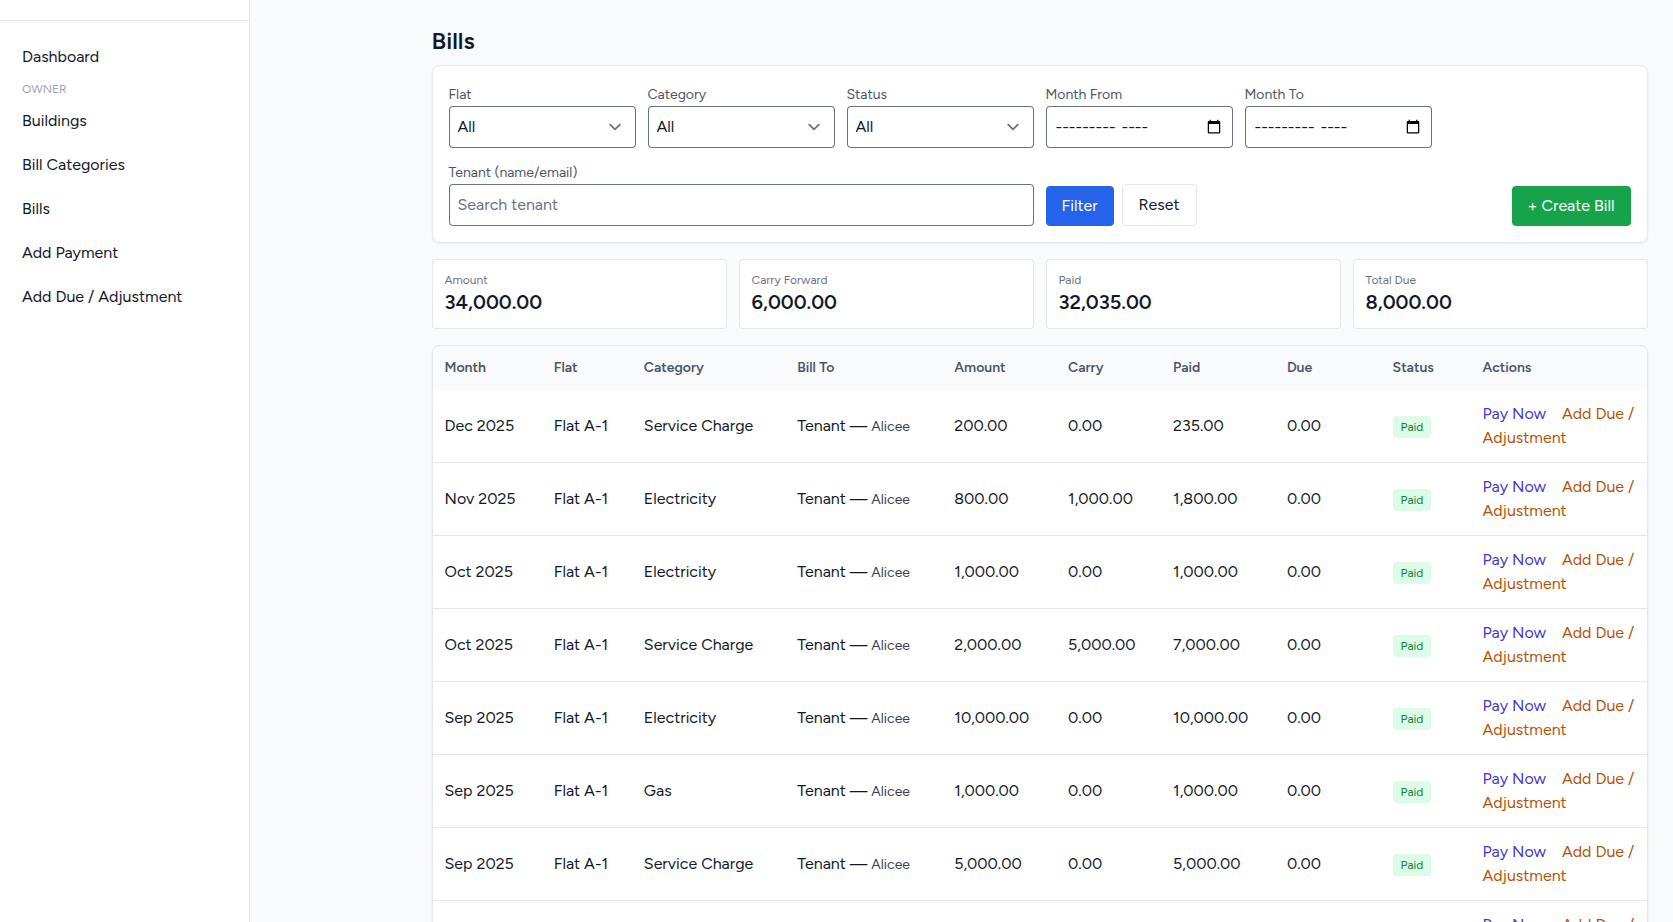 Dashboard
OWNER
Buildings
Bill Categories
Bills
Add Payment
Add Due / Adjustment
Bills
Flat Category Status Month From Month To
All All All --------- ---- --------- ----
Tenant (name/email)
Search tenant Filter Reset + Create Bill
Amount Carry Forward Paid Total Due
34,000.00 6,000.00 32,035.00 8,000.00
Month Flat Category Bill To Amount Carry Paid Due Status Actions
Dec 2025 Flat A-1 Service Charge Tenant — Alicee 200.00 0.00 235.00 0.00 Paid Pay Now Add Due /
Adjustment
Nov 2025 Flat A-1 Electricity Tenant — Alicee 800.00 1,000.00 1,800.00 0.00 Paid Pay Now Add Due /
Adjustment
Oct 2025 Flat A-1 Electricity Tenant — Alicee 1,000.00 0.00 1,000.00 0.00 Paid Pay Now Add Due /
Adjustment
Oct 2025 Flat A-1 Service Charge Tenant — Alicee 2,000.00 5,000.00 7,000.00 0.00 Paid Pay Now Add Due /
Adjustment
Sep 2025 Flat A-1 Electricity Tenant — Alicee 10,000.00 0.00 10,000.00 0.00 Paid Pay Now Add Due /
Adjustment
Sep 2025 Flat A-1 Gas Tenant — Alicee 1,000.00 0.00 1,000.00 0.00 Paid Pay Now Add Due /
Adjustment
Sep 2025 Flat A-1 Service Charge Tenant — Alicee 5,000.00 0.00 5,000.00 0.00 Paid Pay Now Add Due /
Adjustment